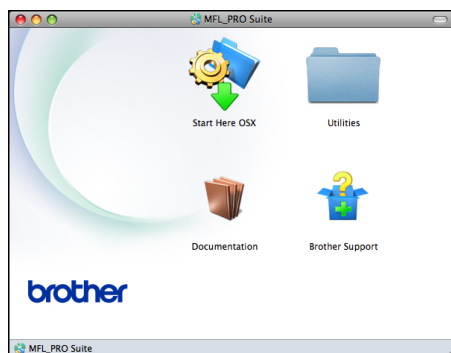 MFL_PRO Suite
Start Here OSX
Utilities
Documentation
Brother Support
brother
MFL_PRO Suite